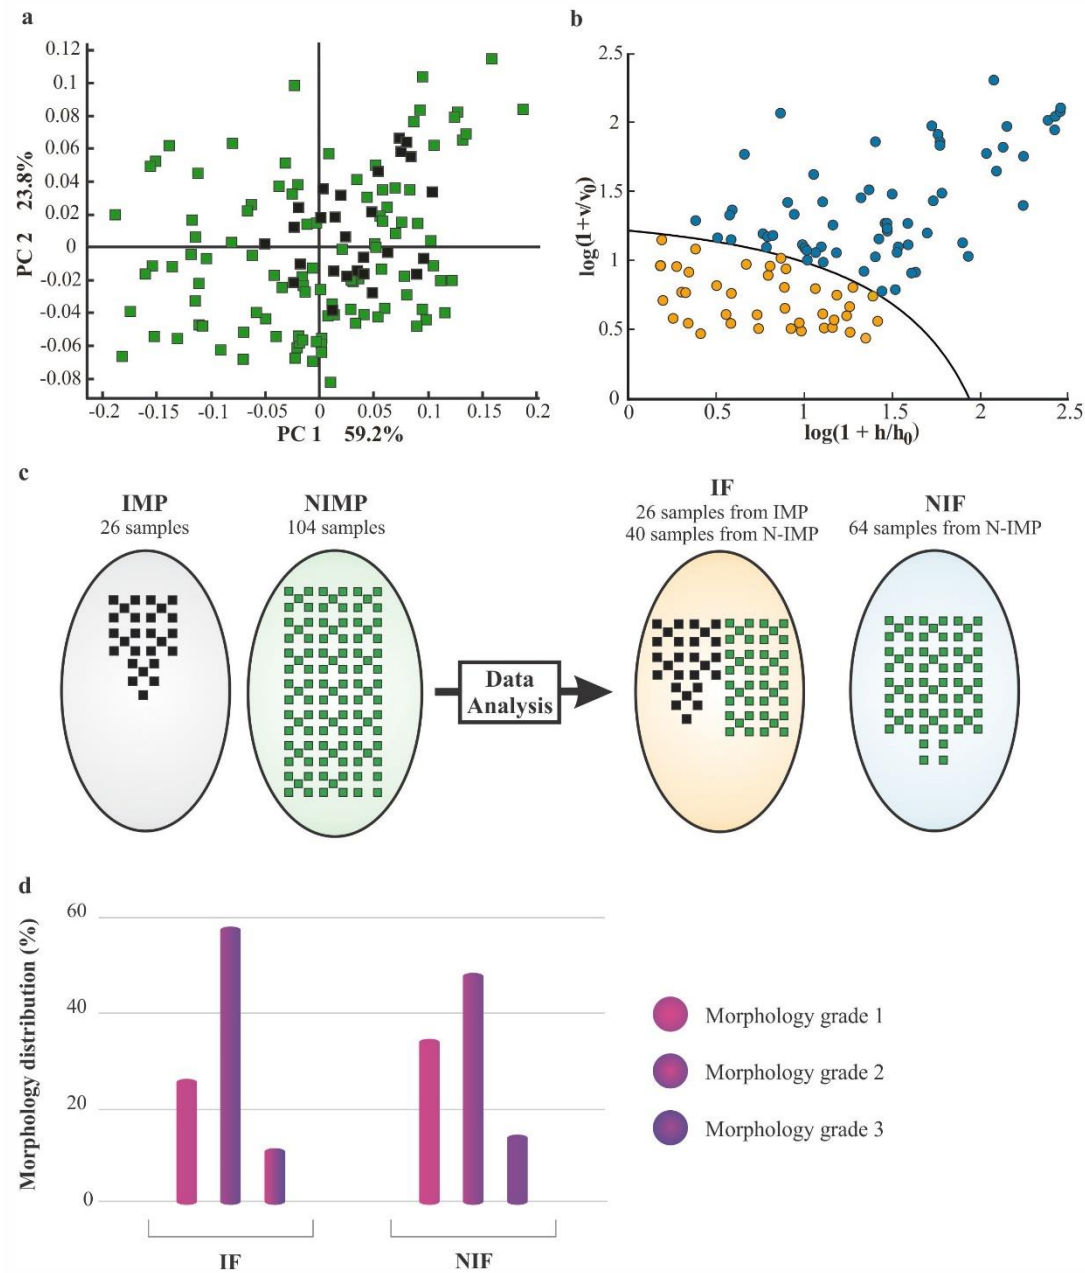 a
0.12
0.1
0.08
0.06
0.04
0.02
0
-0.02
-0.04
-0.06
-0.08
PC 2 23.8%
-0.2 -0.15 -0.1 -0.05 0 0.05 0.1 0.15 0.2
PC 1 59.2%
b
2.5
2
1.5
1
0.5
0
log(1+v/v0)
0 0.5 1 1.5 2 2.5
log(1 + h/h0)
c
IMP
26 samples
NIMP
104 samples
Data
Analysis
IF
26 samples from IMP
40 samples from N-IMP
NIF
64 samples from N-IMP
d
Morphology distribution (%)
60
40
20
0
IF
NIF
Morphology grade 1
Morphology grade 2
Morphology grade 3